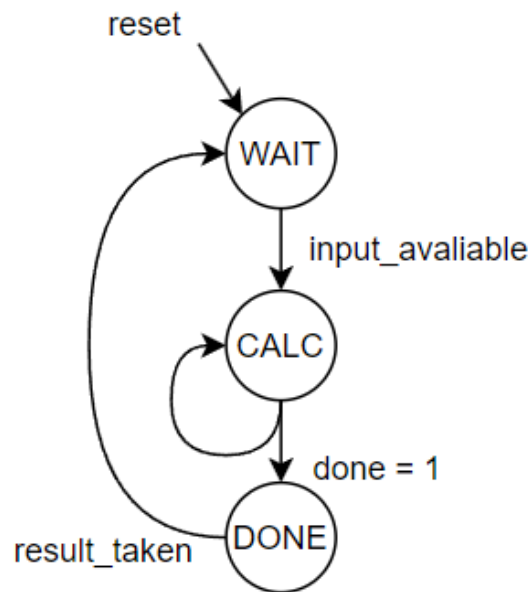 reset
WAIT
input_avaliable
CALC
done = 1
DONE
result_taken